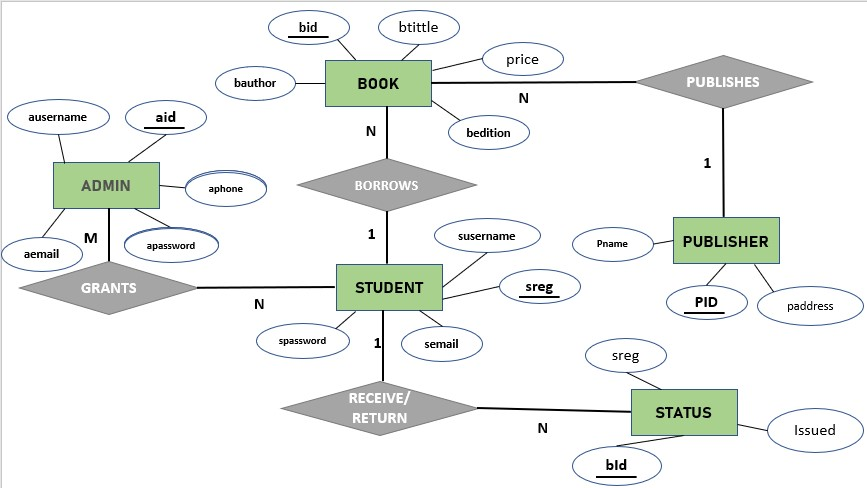 bid
btittle
price
bauthor
BOOK
PUBLISHES
N
bedition
ausername
aid
N
ADMIN
aphone
BORROWS
1
M
apassword
aemail
1
susername
Pname
PUBLISHER
GRANTS
N
STUDENT
sreg
PID
paddress
spassword
1
semail
sreg
RECEIVE/
RETURN
N
STATUS
Issued
bId